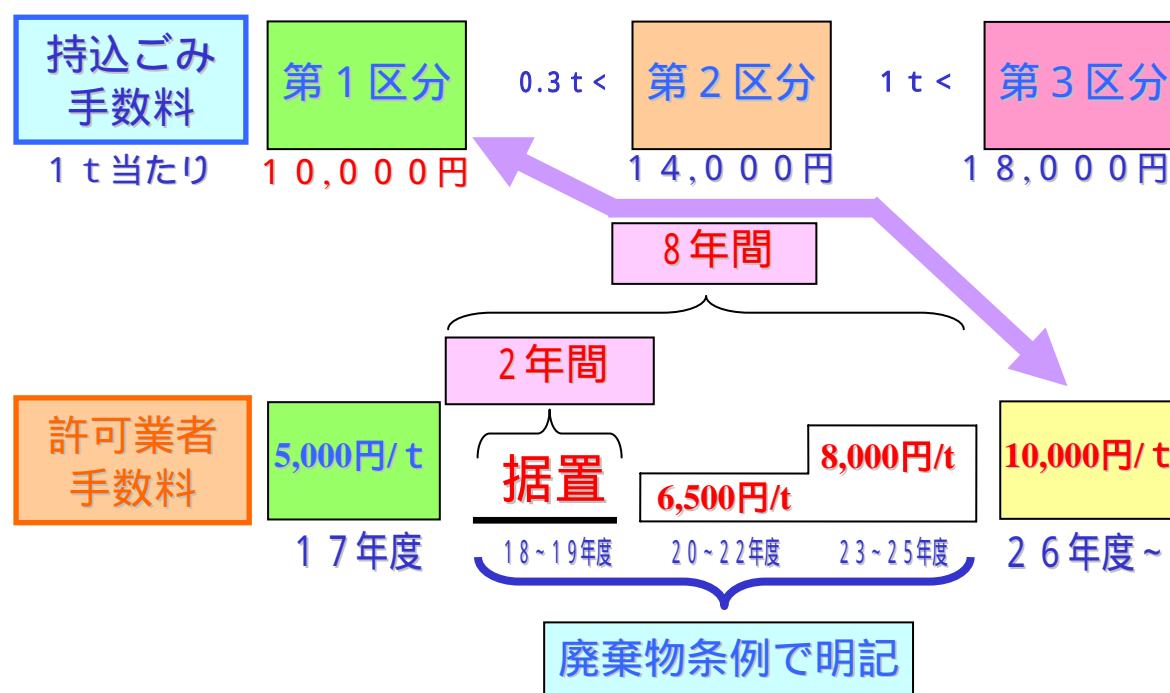 持込ごみ
手数料
1t当たり
第1区分
10,000円
0.3t<
第2区分
14,000円
1t<
第3区分
18,000円
8年間
2年間
許可業者
手数料
5,000円/t
17年度
据置
18~19年度
6,500円/t
20~22年度
8,000円/t
23~25年度
10,000円/t
26年度~
廃棄物条例で明記